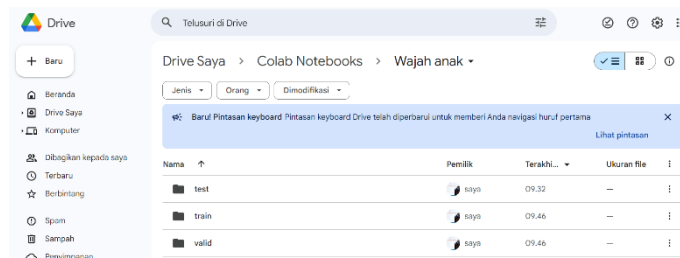 Drive
Telusuri di Drive
Baru
Drive Saya > Colab Notebooks > Wajah anak
Jenis
Orang
Dimodifikasi
Beranda
Drive Saya
Komputer
Baru! Pintasan keyboard Pintasan keyboard Drive telah diperbarui untuk memberi Anda navigasi huruf pertama
Lihat pintasan
Dibagikan kepada saya
Terbaru
Berbintang
Spam
Sampah
Penyimpanan
Nama Pemilik Terakhi... Ukuran file
test saya 09.32 —
train saya 09.46 —
valid saya 09.46 —